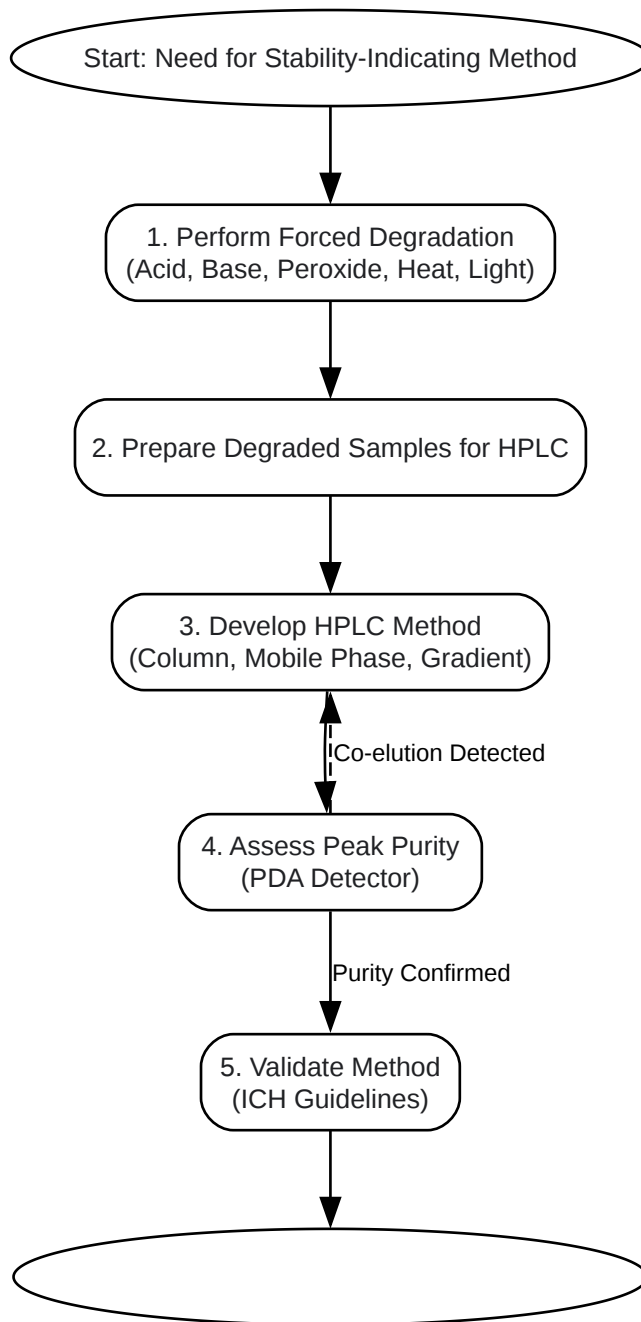 Start: Need for Stability-Indicating Method
1. Perform Forced Degradation
(Acid, Base, Peroxide, Heat, Light)
2. Prepare Degraded Samples for HPLC
3. Develop HPLC Method
(Column, Mobile Phase, Gradient)
Co-elution Detected
4. Assess Peak Purity
(PDA Detector)
Purity Confirmed
5. Validate Method
(ICH Guidelines)